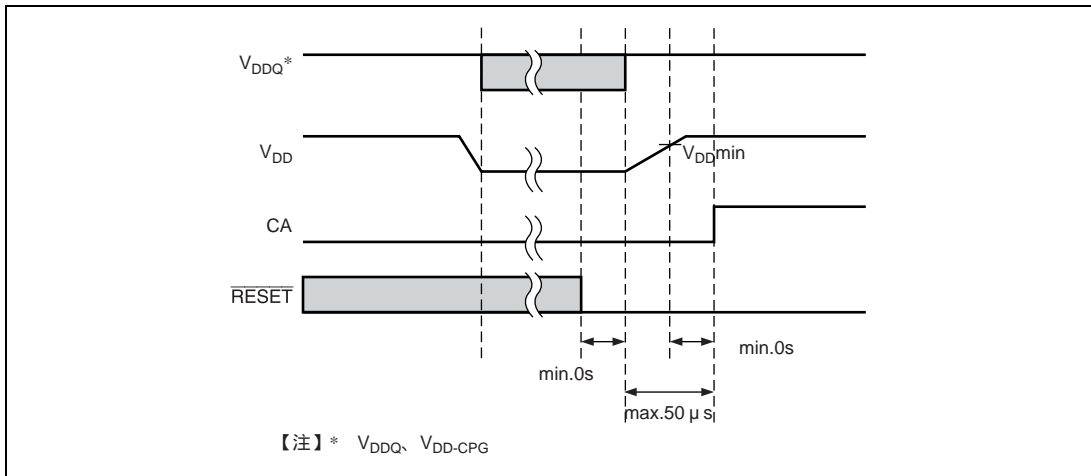 VDDQ*
VDD
VDDmin
CA
RESET
min.0s
min.0s
max.50 μ s
【注】* VDDQ、VDD-CPG